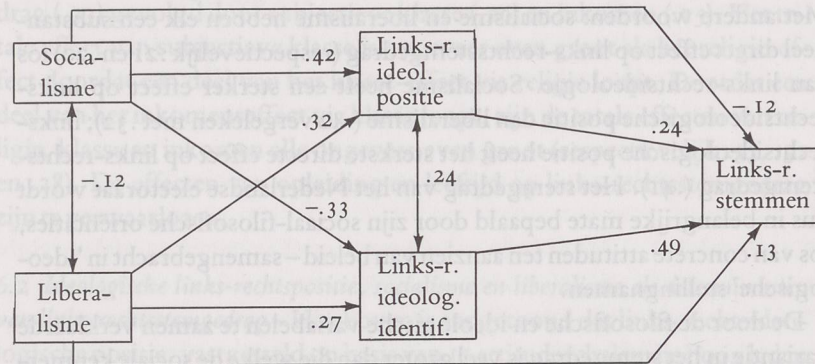 Socia-
lisme
-.42
Links-r.
ideol.
positie
-.12
.32
.24
-.12
.24
Links-r.
stemmen
-.33
.49
.13
Libera-
lisme
.27
Links-r.
ideolog.
identif.